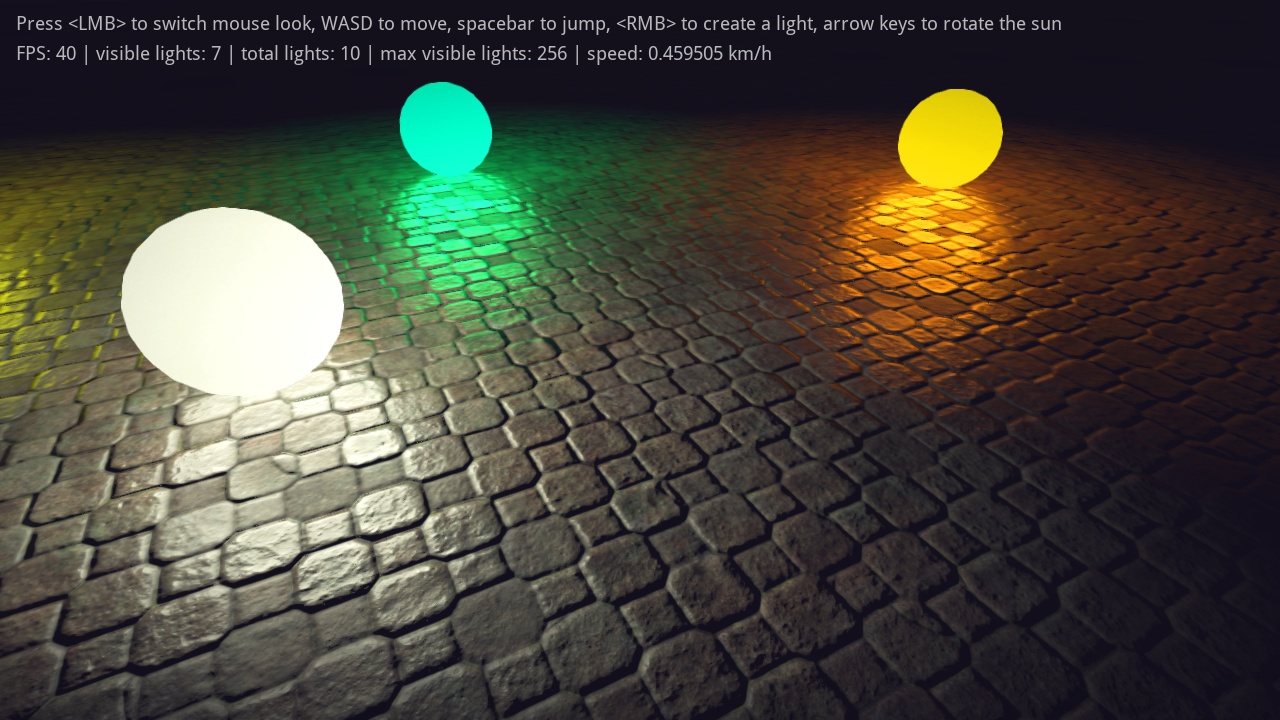 Press <LMB> to switch mouse look, WASD to move, spacebar to jump, <RMB> to create a light, arrow keys to rotate the sun
FPS: 40 | visible lights: 7 | total lights: 10 | max visible lights: 256 | speed: 0.459505 km/h